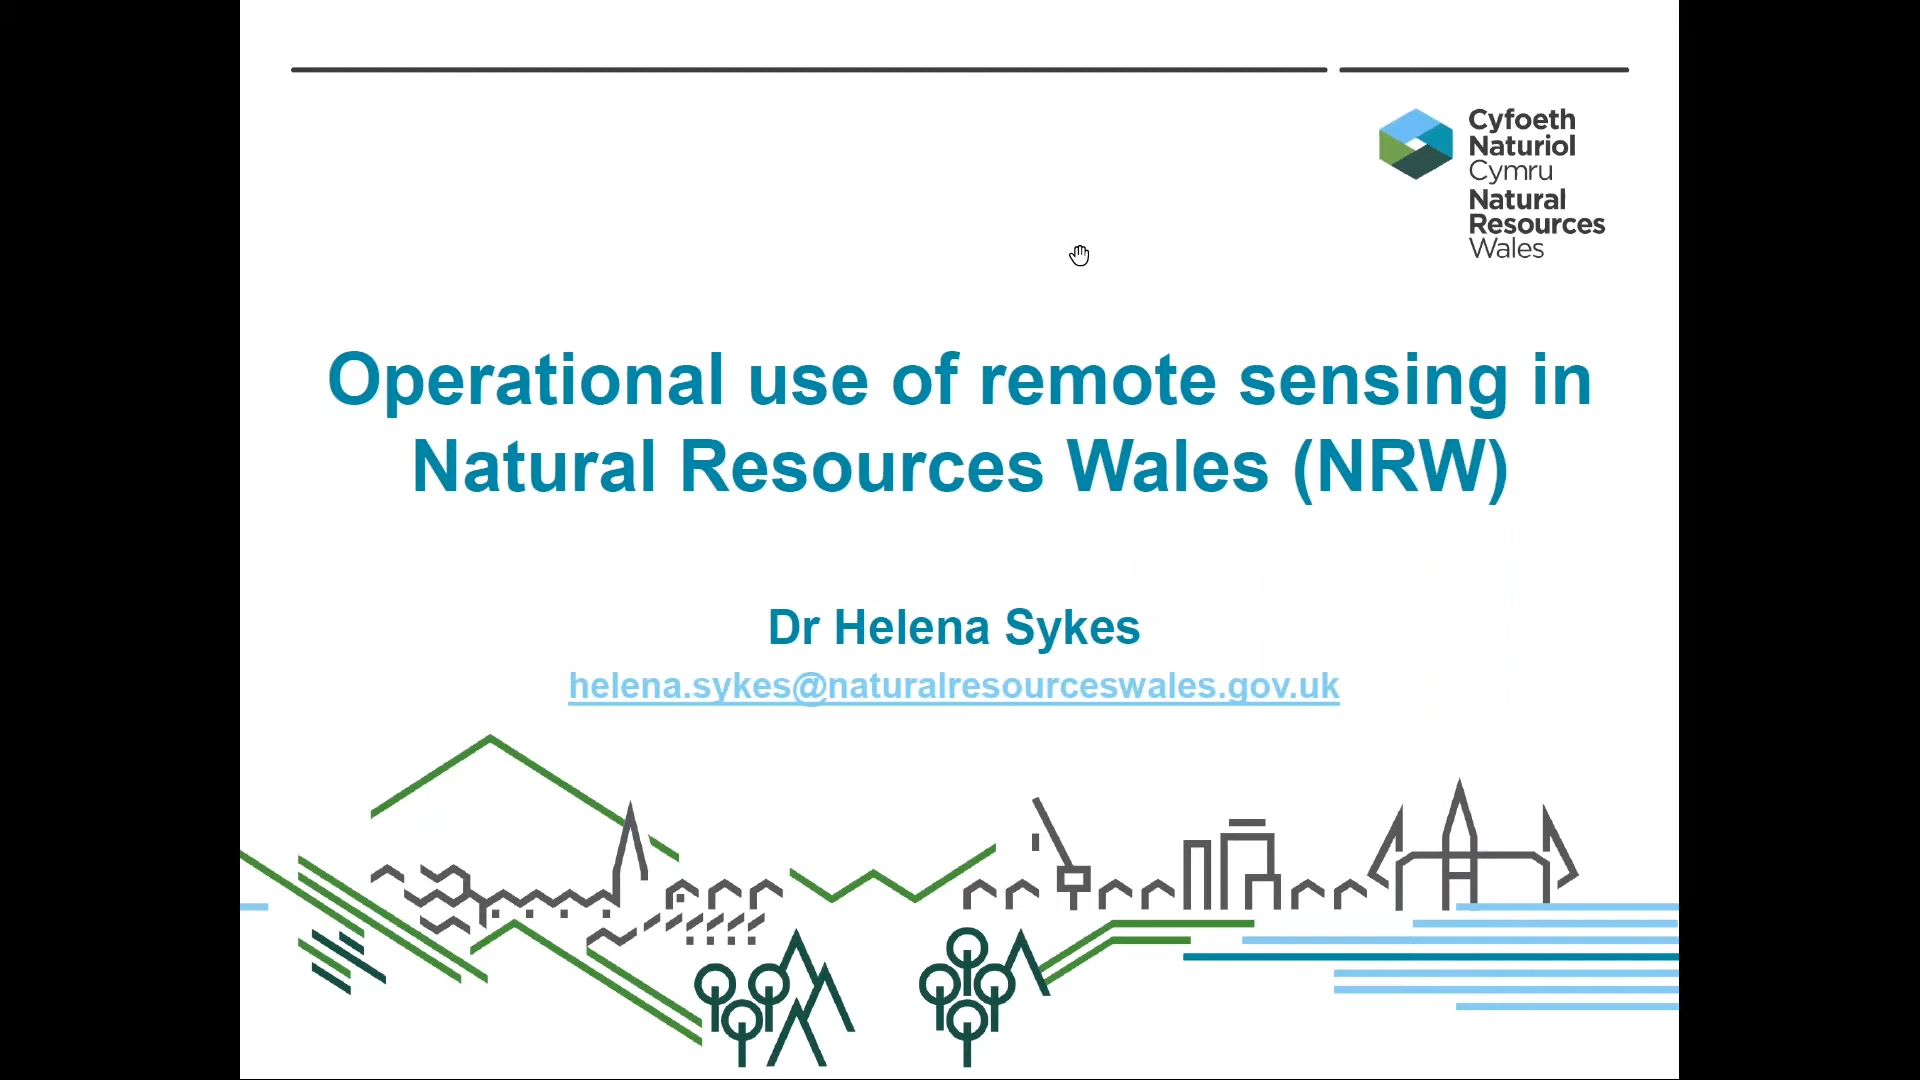 Cyfoeth
Naturiol
Cymru
Natural
Resources
Wales
Operational use of remote sensing in
Natural Resources Wales (NRW)
Dr Helena Sykes
helena.sykes@naturalresourceswales.gov.uk